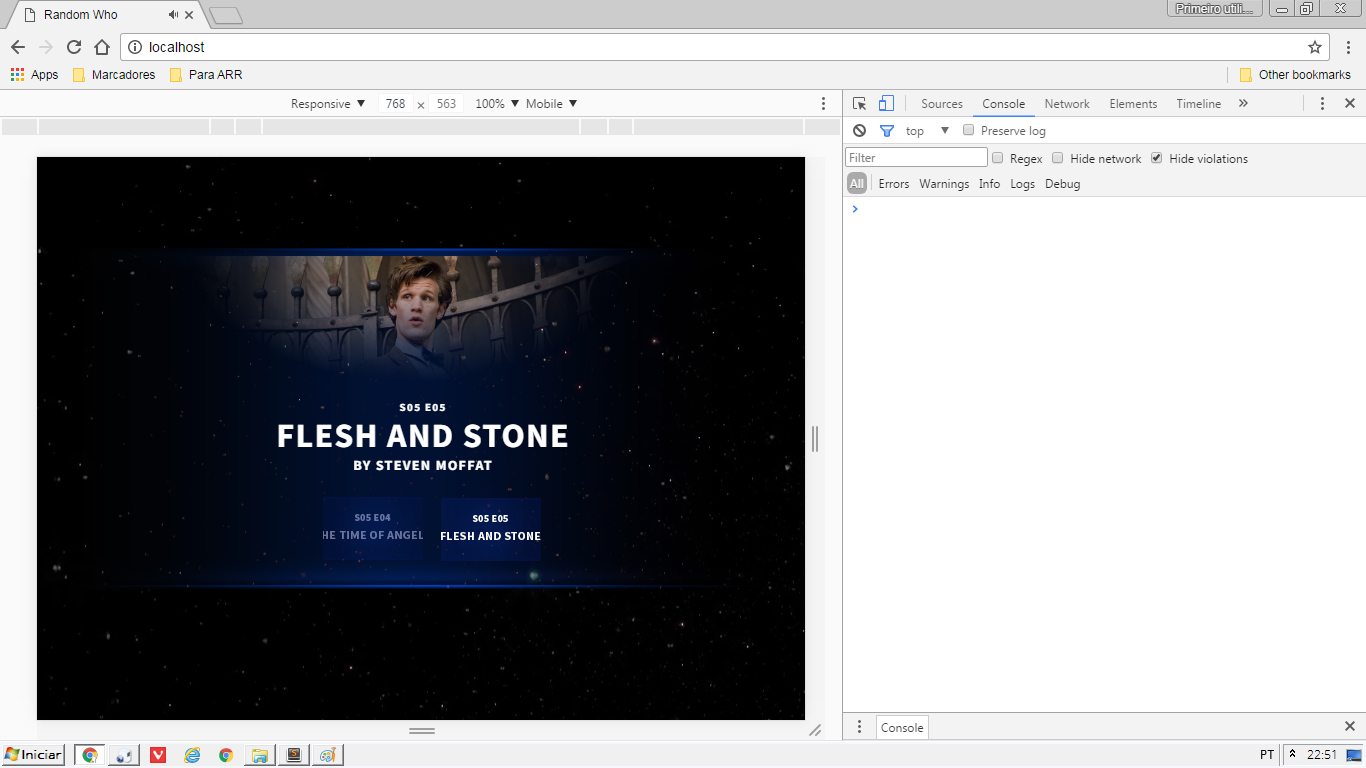 Random Who
Primeiro utili...
localhost
Apps Marcadores Para ARR Other bookmarks
Responsive 768 × 563 100% Mobile
Sources Console Network Elements Timeline
top Preserve log
Filter Regex Hide network Hide violations
All Errors Warnings Info Logs Debug
S05 E05
FLESH AND STONE
BY STEVEN MOFFAT
S05 E04
HE TIME OF ANGEL
S05 E05
FLESH AND STONE
Console
Iniciar PT 22:51